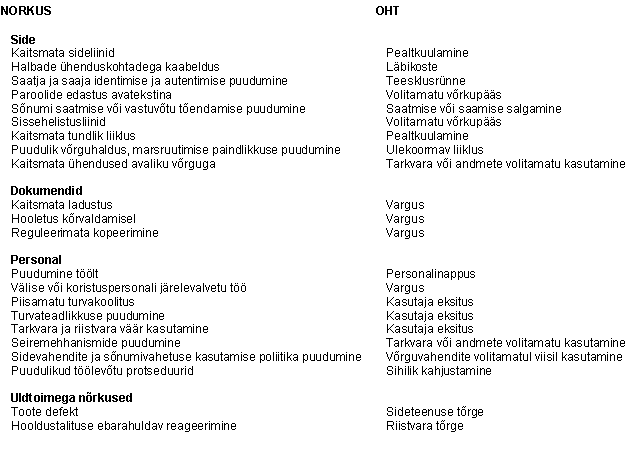 NORKUS OHT
Side
Kaitsmata sideliinid Pealtkuulamine
Halbade ühenduskohtadega kaabeldus Läbikoste
Saatja ja saaja identimise ja autentimise puudumine Teesklusrünne
Paroolide edastus avatekstina Volitamatu võrkupääs
Sõnumi saatmise või vastuvõtu tõendamise puudumine Saatmise või saamise salgamine
Sissehelistusliinid Volitamatu võrkupääs
Kaitsmata tundlik liiklus Pealtkuulamine
Puudulik võrguhaldus, marsruutimise paindlikkuse puudumine Ulekoornav liiklus
Kaitsmata ühendused avaliku võrguga Tarkvara või andmete volitamatu kasutamine
Dokumendid
Kaitsmata ladustus Vargus
Hooletus kõrvaldamisel Vargus
Reguleerimata kopeerimine Vargus
Personal
Puudumine töölt Personalinappus
Välise või koristuspersonali järelevalvetu töö Vargus
Piisamatu turvakoolitus Kasutaja eksitus
Turvateadlikkuse puudumine Kasutaja eksitus
Tarkvara ja riistvara väär kasutamine Kasutaja eksitus
Seiremehhanismide puudumine Tarkvara või andmete volitamatu kasutamine
Sidevahendite ja sõnumivahetuse kasutamise poliitika puudumine Võrguvahendite volitamatul viisil kasutamine
Puudulikud töölevõtu protseduurid Sihilik kahjustamine
Uldtoimega nõrkused
Toote defekt Sideteenuse tõrge
Hooldustalituse ebarahuldav reageerimine Riistvara tõrge